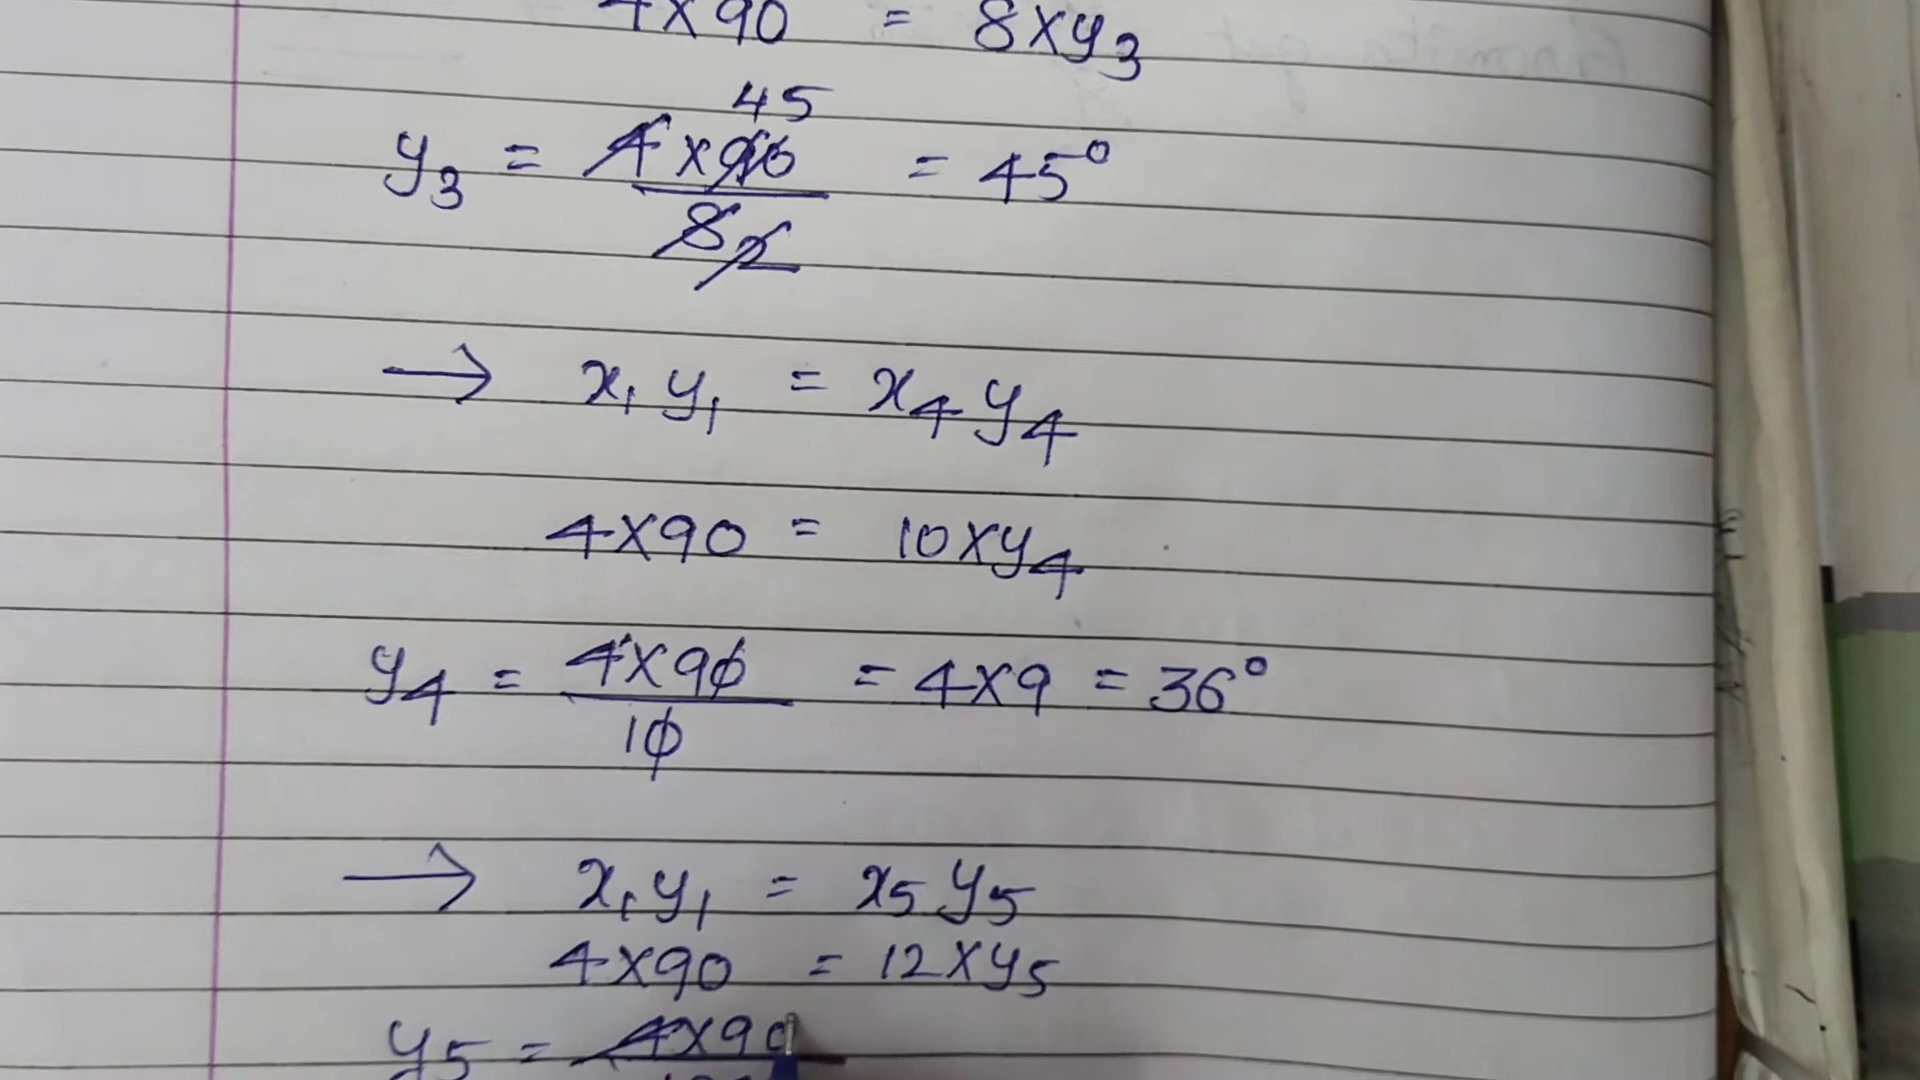 4×90 = 8×y₃
45
y₃ = 4×90 = 45°
8 2
→ x₁y₁ = x₄y₄
4×90 = 10×y₄
y₄ = 4×90 = 4×9 = 36°
10
→ x₁y₁ = x₅y₅
4×90 = 12×y₅
y₅ = 4×90